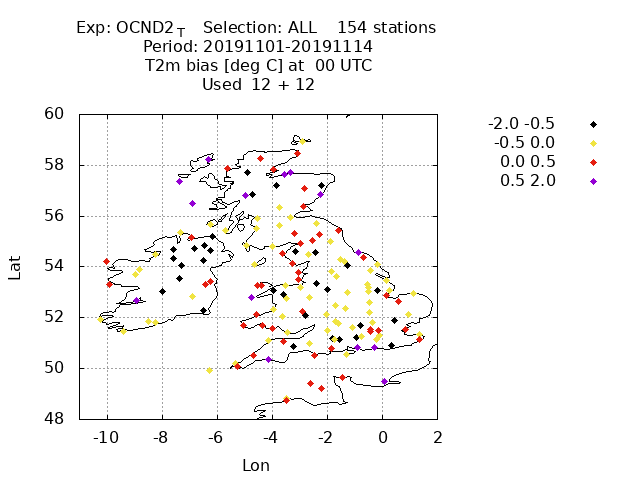 Exp: OCND2_T Selection: ALL 154 stations
Period: 20191101-20191114
T2m bias [deg C] at 00 UTC
Used 12 + 12
-2.0 -0.5
-0.5 0.0
0.0 0.5
0.5 2.0
60
58
56
54
52
50
48
Lat
-10 -8 -6 -4 -2 0 2
Lon